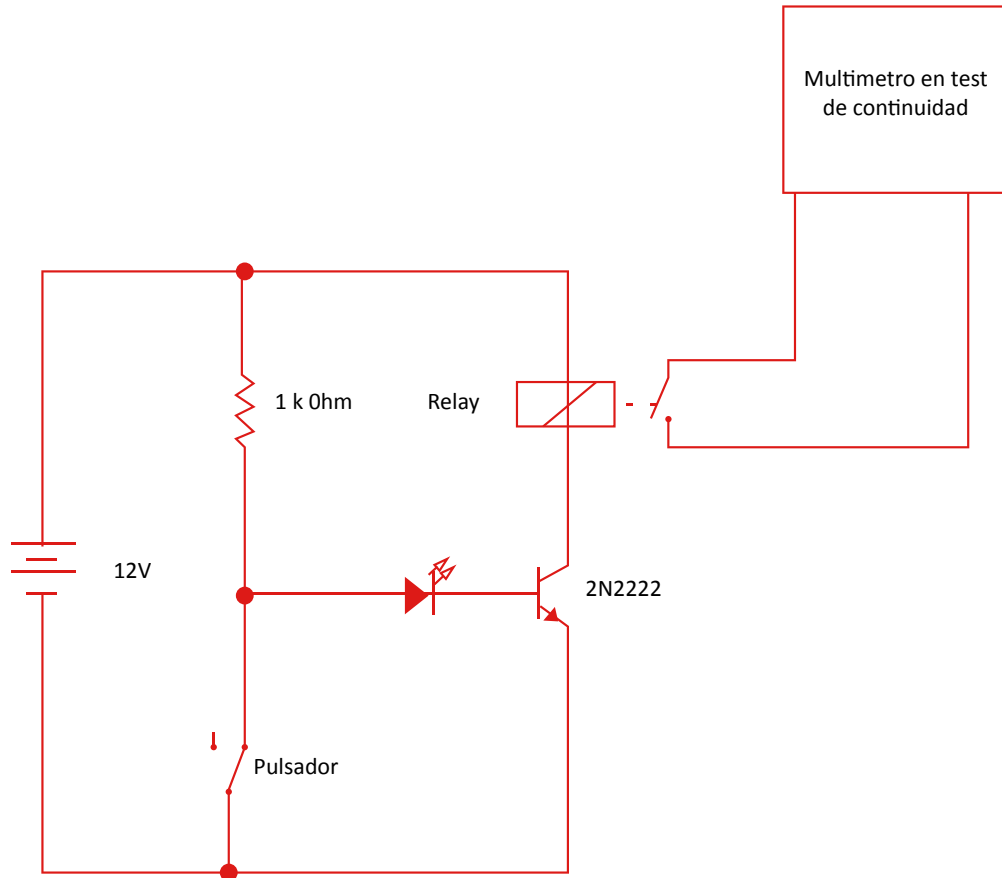 Multimetro en test
de continuidad
1 k 0hm
Relay
12V
2N2222
Pulsador